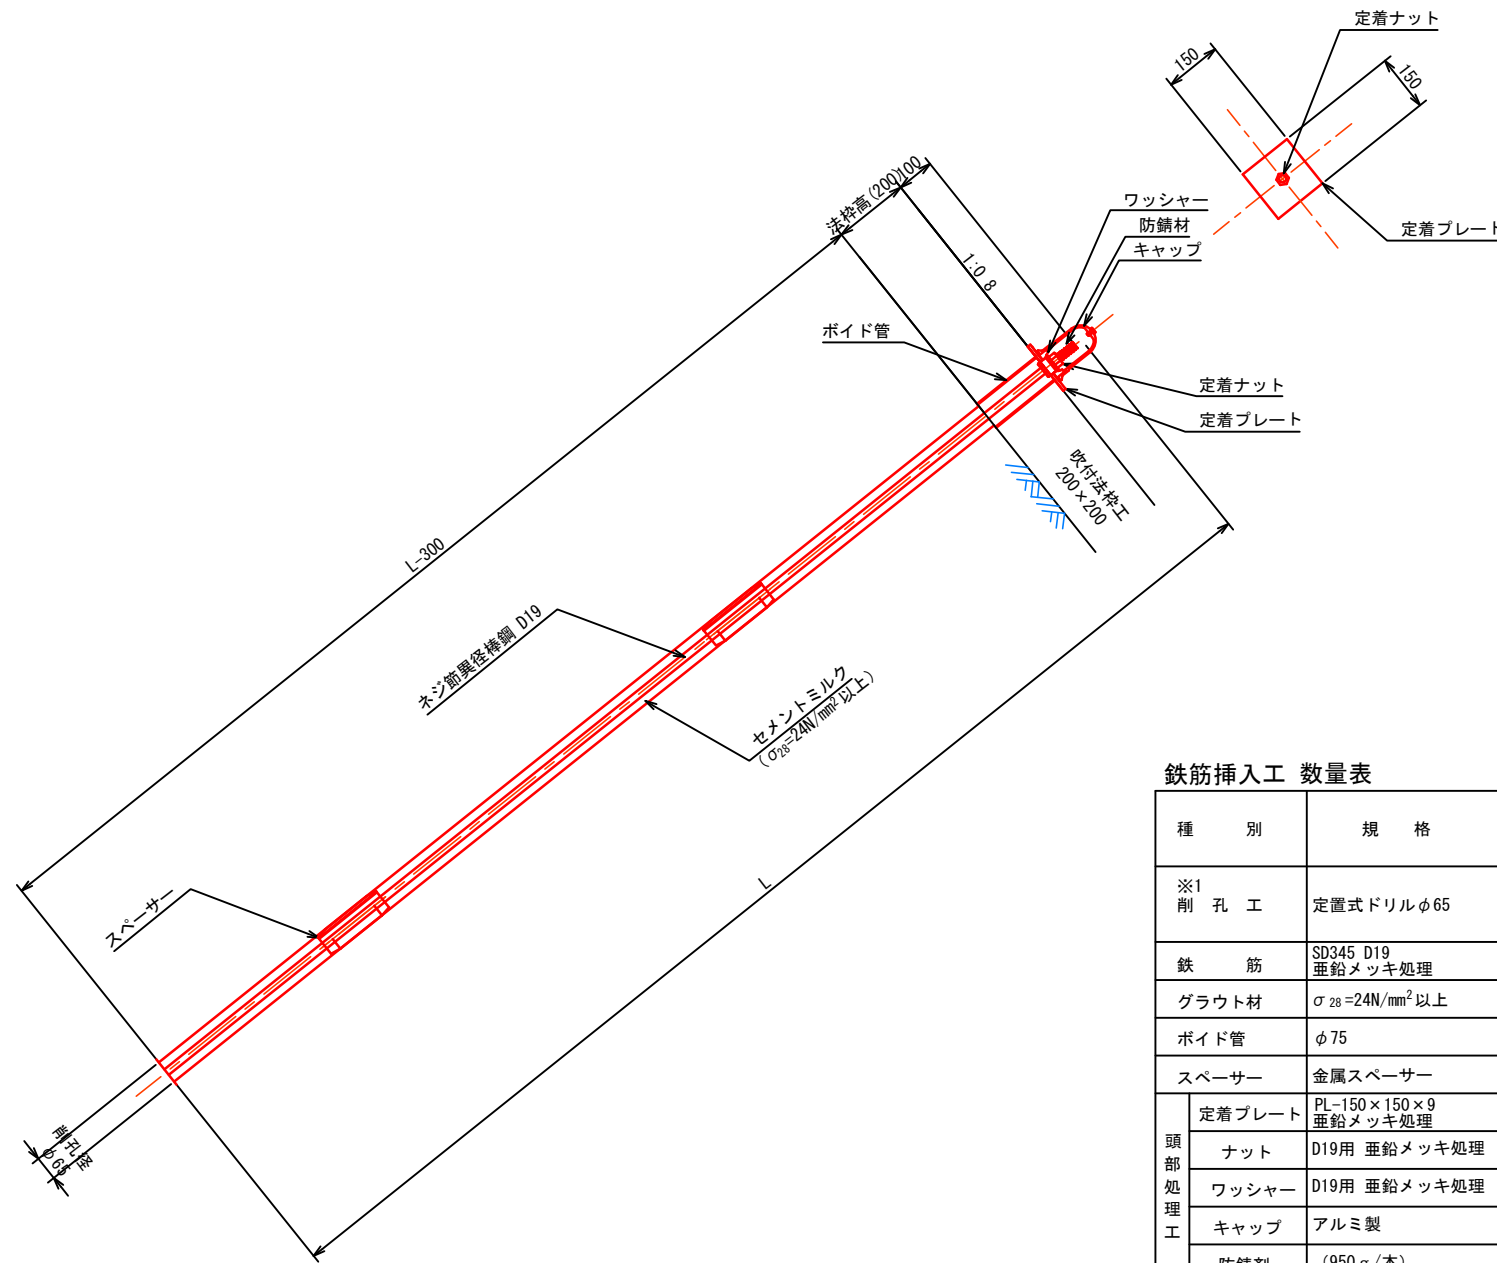 定着ナット
150
150
定着プレート
法枠高(200)
100
1:0.8
ワッシャー
防錆材
キャップ
ボイド管
定着ナット
定着プレート
吹付法枠工
200×200
L-300
ネジ節異径棒鋼 D19
セメントミルク
(σ28=24N/mm²以上)
L
スペーサー
削孔径
φ65
鉄筋挿入工 数量表
種 別 規 格
※1
削 孔 工 定置式ドリルφ65
鉄 筋 SD345 D19
亜鉛メッキ処理
グラウト材 σ28=24N/mm²以上
ボイド管 φ75
スペーサー 金属スペーサー
頭部処理工
定着プレート PL-150×150×9
亜鉛メッキ処理
ナット D19用 亜鉛メッキ処理
ワッシャー D19用 亜鉛メッキ処理
キャップ アルミ製
防錆剤 (950g/本)